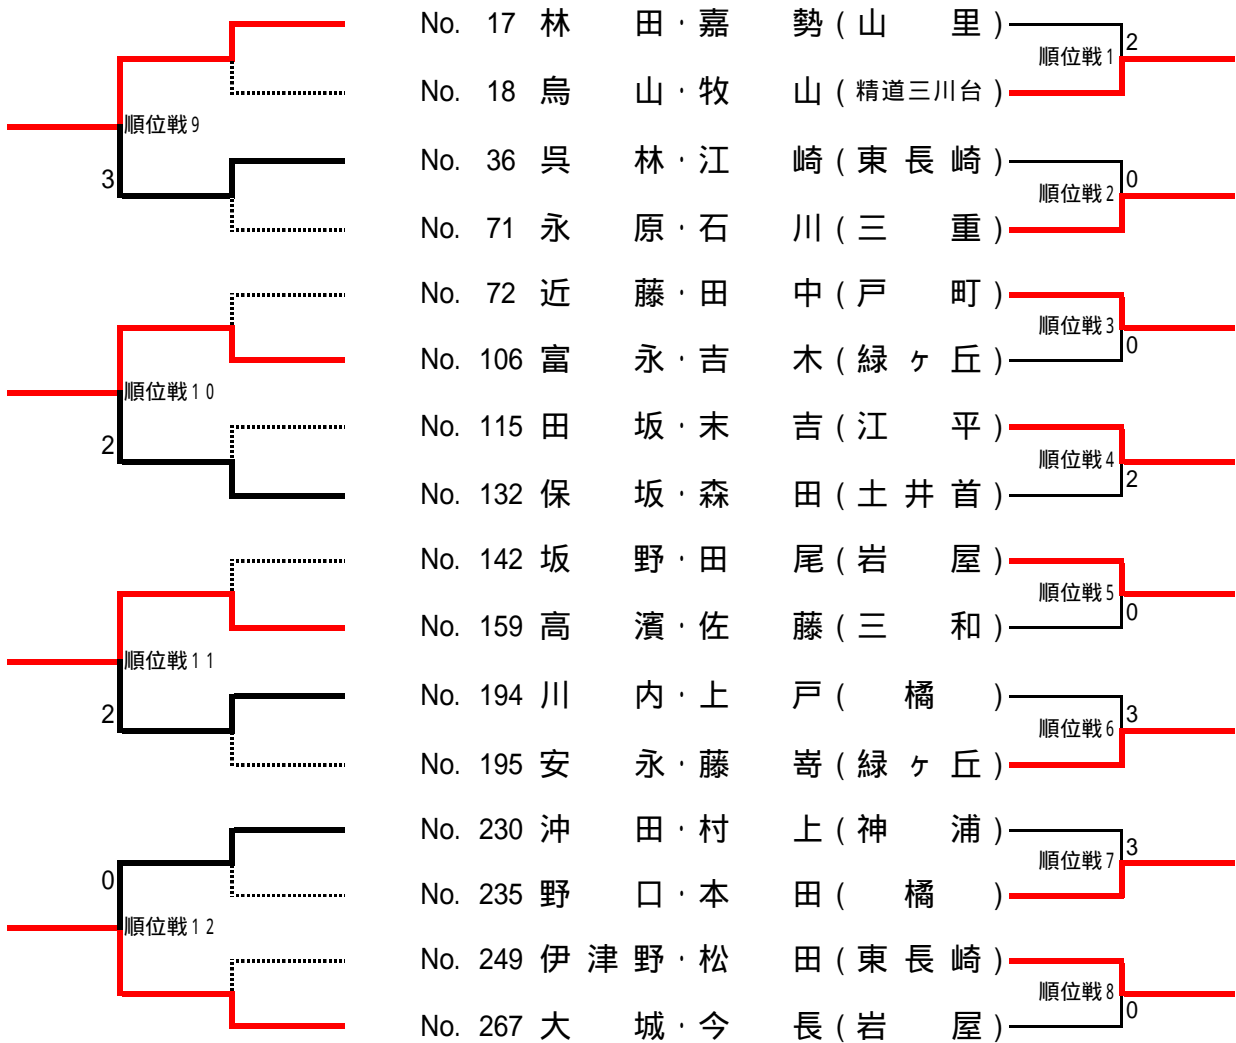 No. 17 林 田・嘉 勢 ( 山 里 ) 2
順位戦1
No. 18 鳥 山・牧 山 ( 精道三川台 )
順位戦9
3
No. 36 呉 林・江 崎 ( 東 長 崎 ) 0
順位戦2
No. 71 永 原・石 川 ( 三 重 )
No. 72 近 藤・田 中 ( 戸 町 )
順位戦3
No. 106 富 永・吉 木 ( 緑 ヶ 丘 ) 0
順位戦10
2
No. 115 田 坂・末 吉 ( 江 平 )
順位戦4
No. 132 保 坂・森 田 ( 土 井 首 ) 2
No. 142 坂 野・田 尾 ( 岩 屋 )
順位戦5
No. 159 高 濱・佐 藤 ( 三 和 ) 0
順位戦11
2
No. 194 川 内・上 戸 ( 橘 ) 3
順位戦6
No. 195 安 永・藤 嵜 ( 緑 ヶ 丘 )
No. 230 沖 田・村 上 ( 神 浦 ) 3
順位戦7
0
No. 235 野 口・本 田 ( 橘 )
順位戦12
No. 249 伊 津 野・松 田 ( 東 長 崎 )
順位戦8
No. 267 大 城・今 長 ( 岩 屋 ) 0